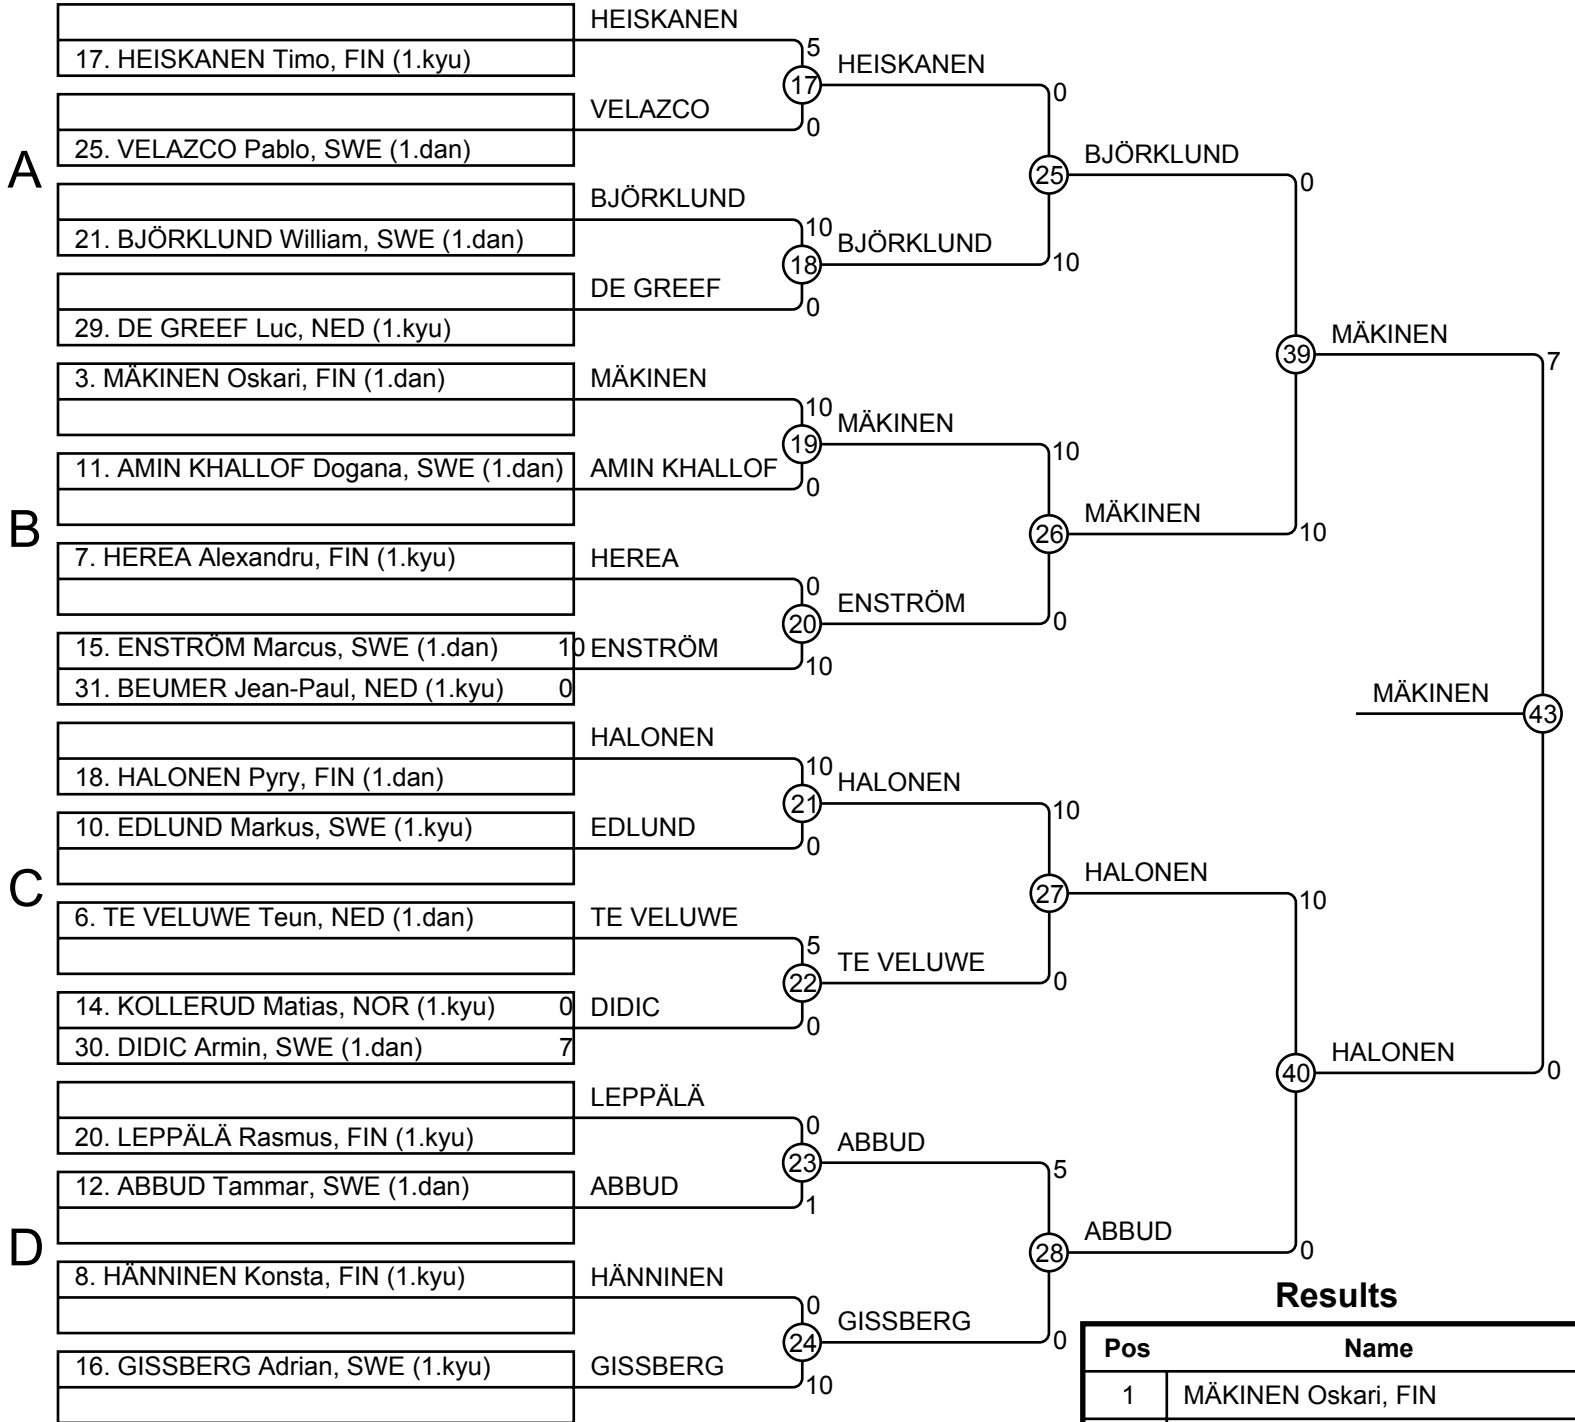 HEISKANEN
17. HEISKANEN Timo, FIN (1.kyu)
5
17
HEISKANEN
0
VELAZCO
0
25. VELAZCO Pablo, SWE (1.dan)
A
25
BJÖRKLUND
0
BJÖRKLUND
21. BJÖRKLUND William, SWE (1.dan)
10
18
BJÖRKLUND
10
DE GREEF
0
29. DE GREEF Luc, NED (1.kyu)
39
MÄKINEN
7
3. MÄKINEN Oskari, FIN (1.dan)
MÄKINEN
10
19
MÄKINEN
10
11. AMIN KHALLOF Dogana, SWE (1.dan)
AMIN KHALLOF
0
B
26
MÄKINEN
10
7. HEREA Alexandru, FIN (1.kyu)
HEREA
0
20
ENSTRÖM
0
15. ENSTRÖM Marcus, SWE (1.dan) 10
ENSTRÖM
10
31. BEUMER Jean-Paul, NED (1.kyu) 0
MÄKINEN
43
HALONEN
18. HALONEN Pyry, FIN (1.dan)
10
21
HALONEN
10
10. EDLUND Markus, SWE (1.kyu)
EDLUND
0
C
27
HALONEN
10
6. TE VELUWE Teun, NED (1.dan)
TE VELUWE
5
22
TE VELUWE
0
14. KOLLERUD Matias, NOR (1.kyu) 0
DIDIC
0
30. DIDIC Armin, SWE (1.dan) 7
40
HALONEN
0
LEPPÄLÄ
20. LEPPÄLÄ Rasmus, FIN (1.kyu)
0
23
ABBUD
5
12. ABBUD Tammar, SWE (1.dan)
ABBUD
1
D
28
ABBUD
0
8. HÄNNINEN Konsta, FIN (1.kyu)
HÄNNINEN
0
24
GISSBERG
0
16. GISSBERG Adrian, SWE (1.kyu)
GISSBERG
10
Results
Pos Name
1 MÄKINEN Oskari, FIN